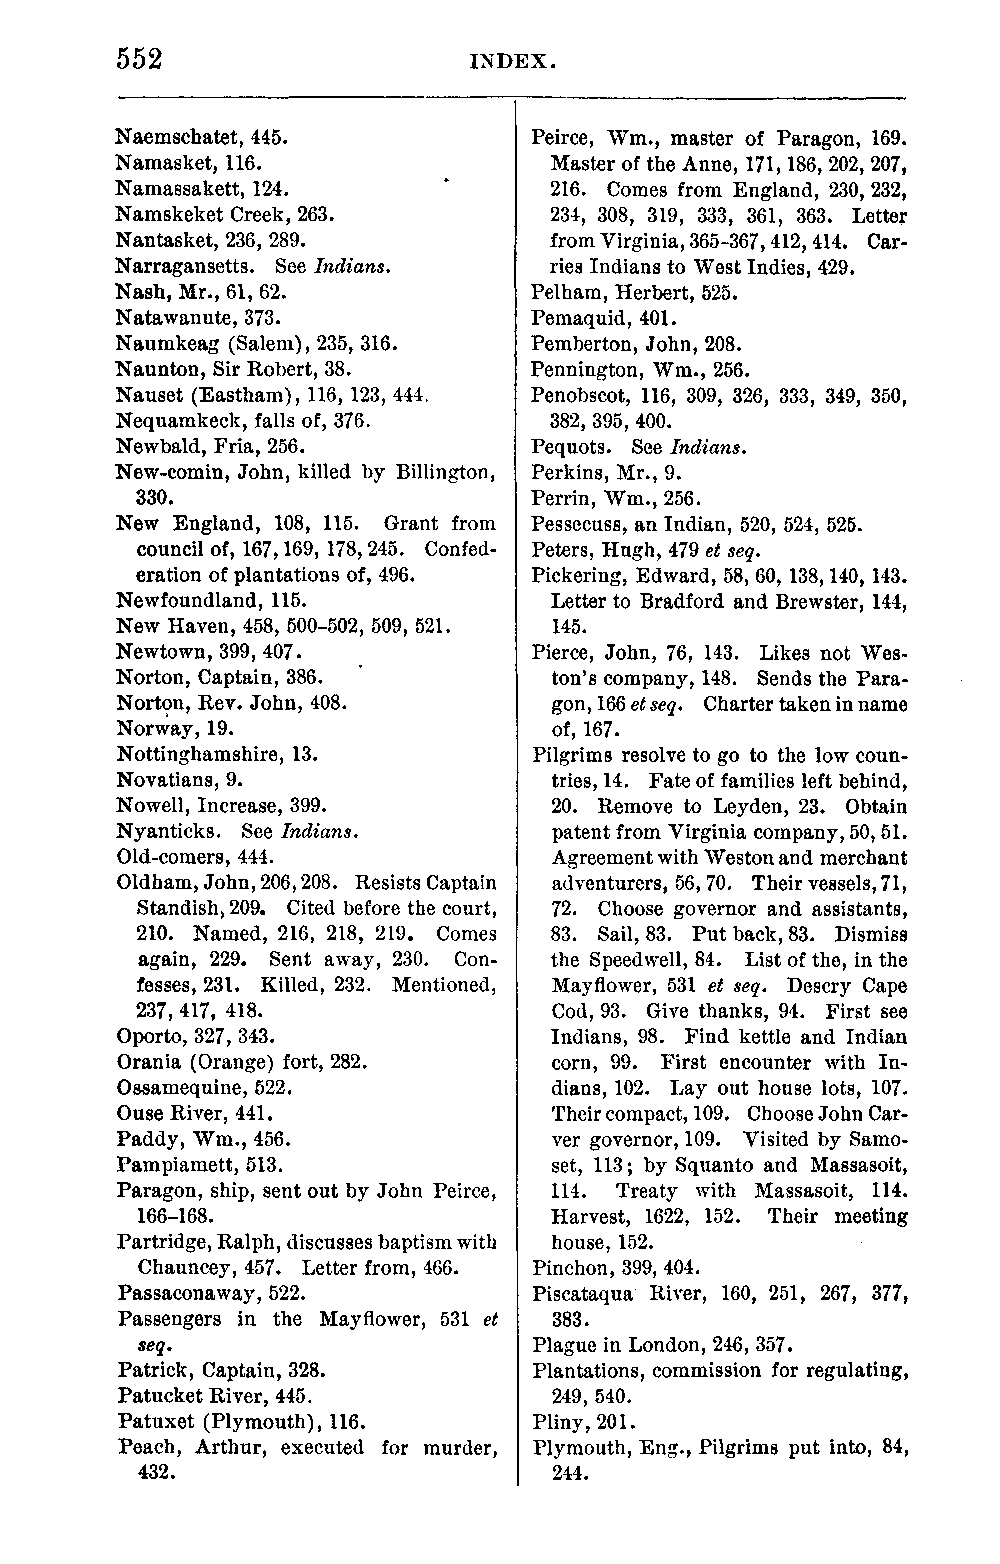 552
INDEX.
Naemschatet, 445.
Namasket, 116.
Namassakett, 124.
Namskeket Creek, 263.
Nantasket, 236, 289.
Narragansetts. See Indians.
Nash, Mr., 61, 62.
Natawanute, 373.
Naumkeag (Salem), 235, 316.
Naunton, Sir Robert, 38.
Nauset (Eastham), 116, 123, 444.
Nequamkeck, falls of, 376.
Newbald, Fria, 256.
New-comin, John, killed by Billington,
330.
New England, 108, 115. Grant from
council of, 167, 169, 178, 245. Confed-
eration of plantations of, 496.
Newfoundland, 115.
New Haven, 458, 500–502, 509, 521.
Newtown, 399, 407.
Norton, Captain, 386.
Norton, Rev. John, 408.
Norway, 19.
Nottinghamshire, 13.
Novatians, 9.
Nowell, Increase, 399.
Nyanticks. See Indians.
Old-comers, 444.
Oldham, John, 206, 208. Resists Captain
Standish, 209. Cited before the court,
210. Named, 216, 218, 219. Comes
again, 229. Sent away, 230. Con-
fesses, 231. Killed, 232. Mentioned,
237, 417, 418.
Oporto, 327, 343.
Orania (Orange) fort, 282.
Ossamequine, 522.
Ouse River, 441.
Paddy, Wm., 456.
Pampiamett, 513.
Paragon, ship, sent out by John Peirce,
166–168.
Partridge, Ralph, discusses baptism with
Chauncey, 457. Letter from, 466.
Passaconaway, 522.
Passengers in the Mayflower, 531 et
seq.
Patrick, Captain, 328.
Patucket River, 445.
Patuxet (Plymouth), 116.
Peach, Arthur, executed for murder,
432.
Peirce, Wm., master of Paragon, 169.
Master of the Anne, 171, 186, 202, 207,
216. Comes from England, 230, 232,
234, 308, 319, 333, 361, 363. Letter
from Virginia, 365–367, 412, 414. Car-
ries Indians to West Indies, 429.
Pelham, Herbert, 525.
Pemaquid, 401.
Pemberton, John, 208.
Pennington, Wm., 256.
Penobscot, 116, 309, 326, 333, 349, 350,
382, 395, 400.
Pequots. See Indians.
Perkins, Mr., 9.
Perrin, Wm., 256.
Pessecuss, an Indian, 520, 524, 525.
Peters, Hugh, 479 et seq.
Pickering, Edward, 58, 60, 138, 140, 143.
Letter to Bradford and Brewster, 144,
145.
Pierce, John, 76, 143. Likes not Wes-
ton's company, 148. Sends the Para-
gon, 166 et seq. Charter taken in name
of, 167.
Pilgrims resolve to go to the low coun-
tries, 14. Fate of families left behind,
20. Remove to Leyden, 23. Obtain
patent from Virginia company, 50, 51.
Agreement with Weston and merchant
adventurers, 56, 70. Their vessels, 71,
72. Choose governor and assistants,
83. Sail, 83. Put back, 83. Dismiss
the Speedwell, 84. List of the, in the
Mayflower, 531 et seq. Descry Cape
Cod, 93. Give thanks, 94. First see
Indians, 98. Find kettle and Indian
corn, 99. First encounter with In-
dians, 102. Lay out house lots, 107.
Their compact, 109. Choose John Car-
ver governor, 109. Visited by Samo-
set, 113; by Squanto and Massasoit,
114. Treaty with Massasoit, 114.
Harvest, 1622, 152. Their meeting
house, 152.
Pinchon, 399, 404.
Piscataqua River, 160, 251, 267, 377,
383.
Plague in London, 246, 357.
Plantations, commission for regulating,
249, 540.
Pliny, 201.
Plymouth, Eng., Pilgrims put into, 84,
244.